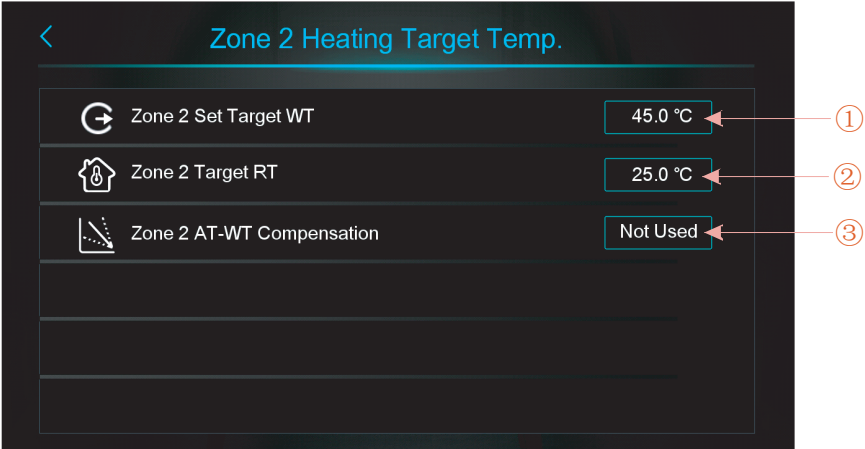 Zone 2 Heating Target Temp.
Zone 2 Set Target WT 45.0 ℃ ①
Zone 2 Target RT 25.0 ℃ ②
Zone 2 AT-WT Compensation Not Used ③